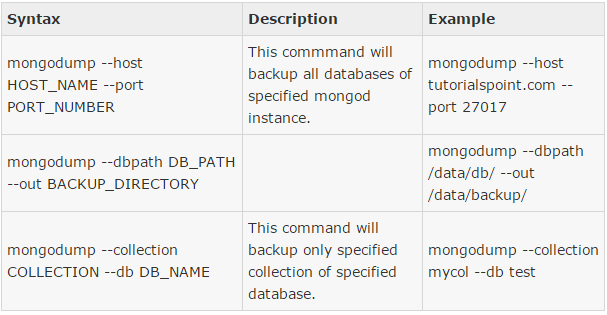 Syntax Description Example
mongodump --host
HOST_NAME --port
PORT_NUMBER
This commmand will
backup all databases of
specified mongod
instance.
mongodump --host
tutorialspoint.com --
port 27017
mongodump --dbpath DB_PATH
--out BACKUP_DIRECTORY
mongodump --dbpath
/data/db/ --out
/data/backup/
mongodump --collection
COLLECTION --db DB_NAME
This command will
backup only specified
collection of specified
database.
mongodump --collection
mycol --db test